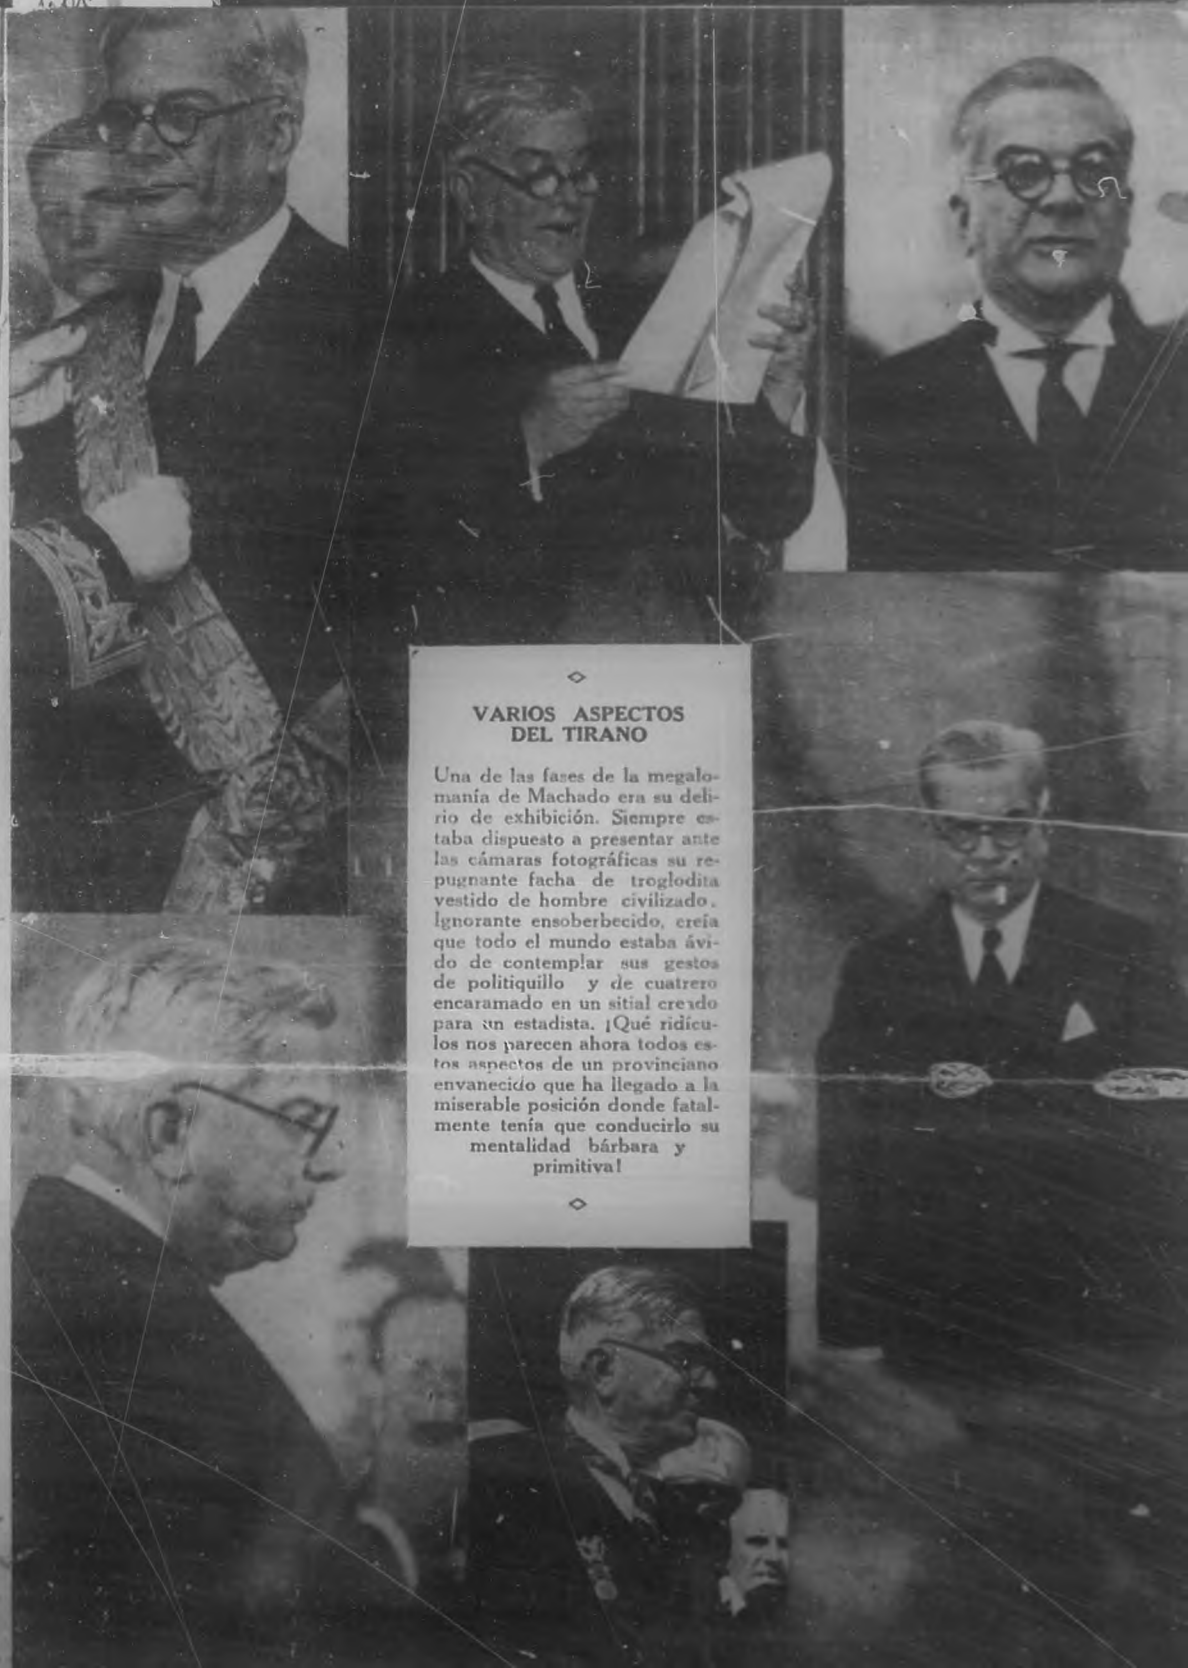 VARIOS ASPECTOS
DEL TIRANO
Una de las fases de la megalo-
manía de Machado era su deli-
rio de exhibición. Siempre es-
taba dispuesto a presentar ante
las cámaras fotográficas su re-
pugnante facha de troglodita
vestido de hombre civilizado.
Ignorante ensoberbecido, creía
que todo el mundo estaba ávi-
do de contemplar sus gestos
de politiquillo y de cuatrero
encaramado en un sitial creado
para un estadista. ¡Qué ridícu-
los nos parecen ahora todos es-
tos aspectos de un provinciano
envanecido que ha llegado a la
miserable posición donde fatal-
mente tenía que conducirlo su
mentalidad bárbara y
primitiva!